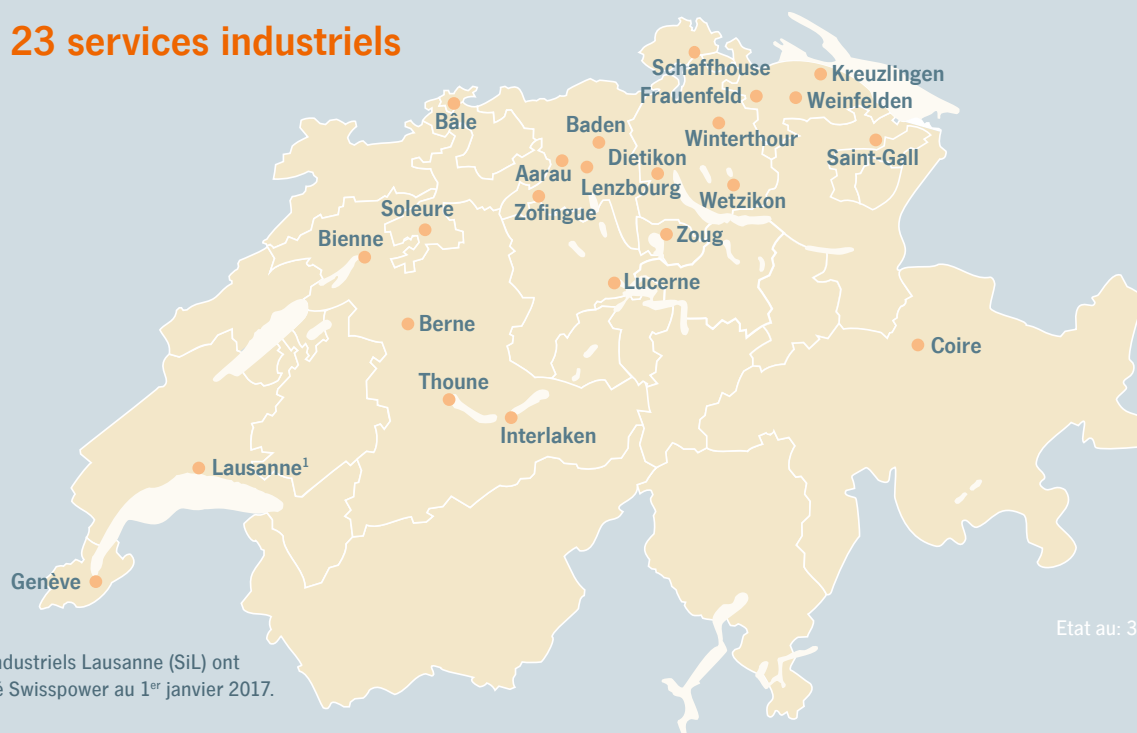 23 services industriels
Schaffhouse
Kreuzlingen
Frauenfeld
Weinfelden
Bâle
Baden
Winterthour
Dietikon
Saint-Gall
Aarau
Lenzbourg
Wetzikon
Zofingue
Soleure
Zoug
Bienne
Lucerne
Berne
Coire
Thoune
Interlaken
Lausanne¹
Genève
Etat au: 3
ndustriels Lausanne (SiL) ont
é Swisspower au 1er janvier 2017.